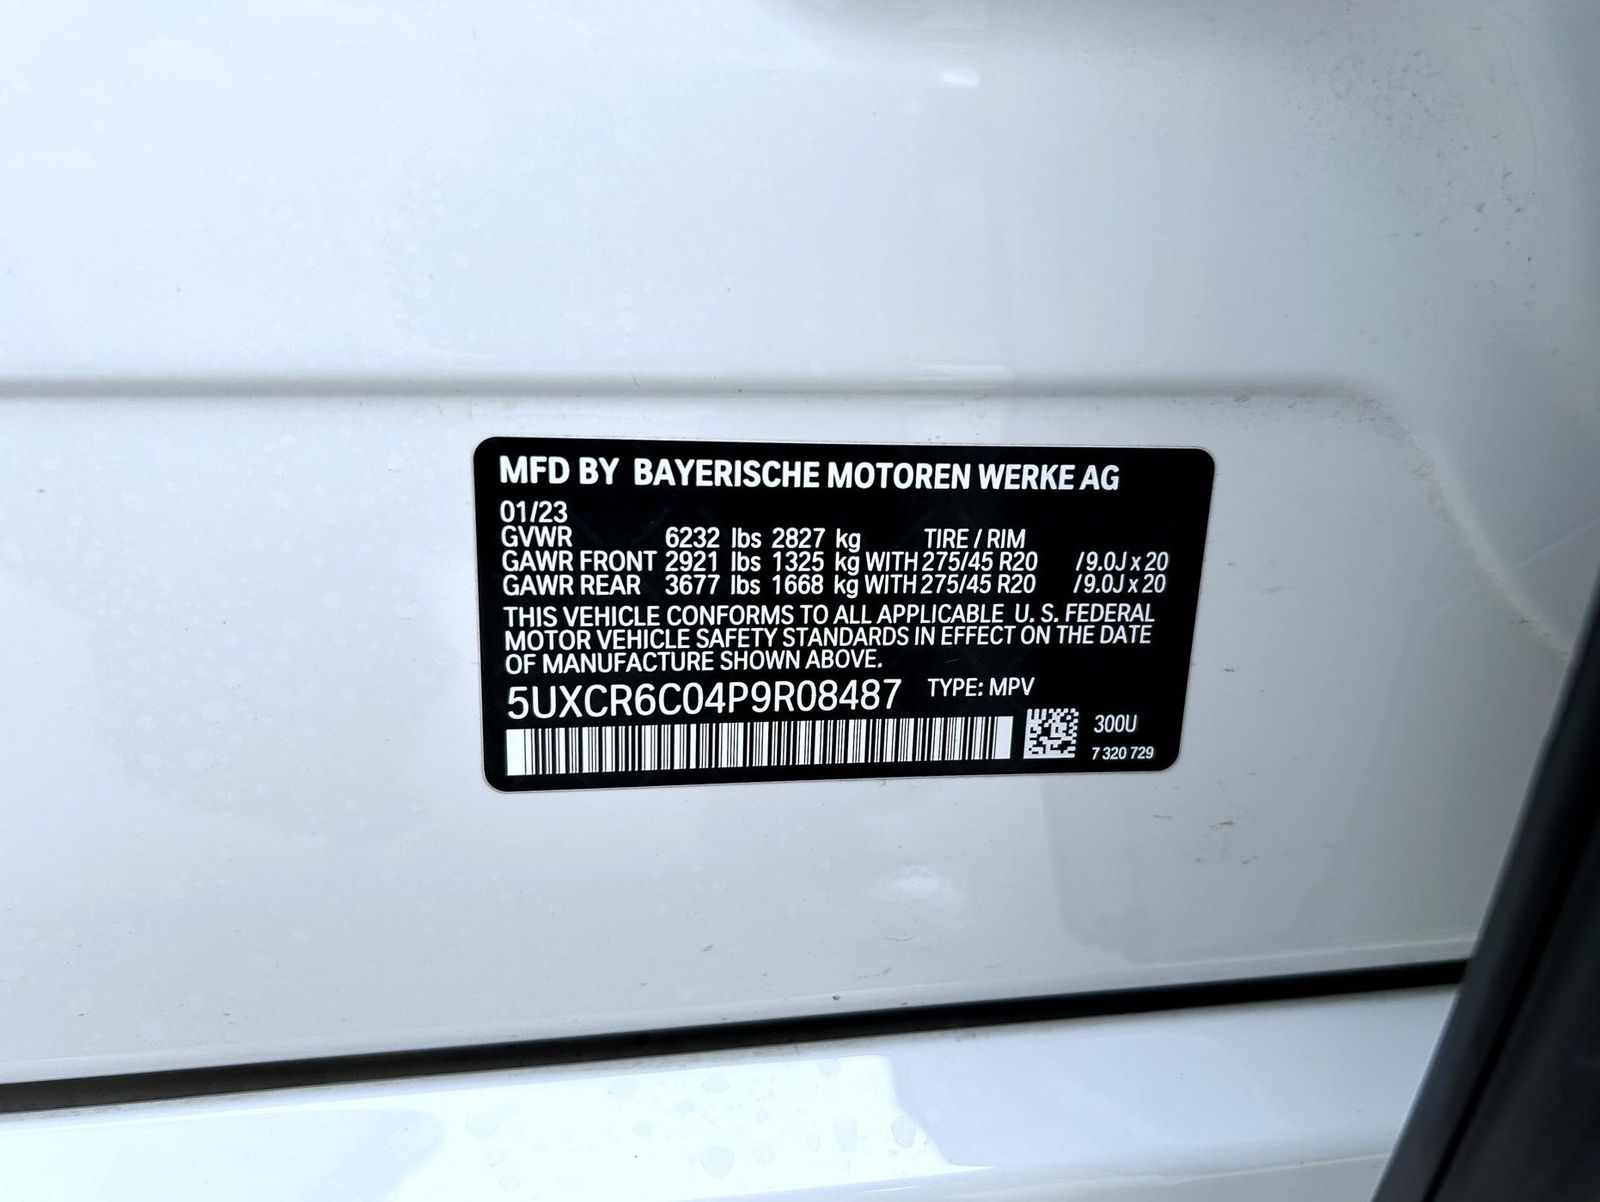 MFD BY BAYERISCHE MOTOREN WERKE AG
01/23
GVWR 6232 lbs 2827 kg TIRE / RIM
GAWR FRONT 2921 lbs 1325 kg WITH 275/45 R20 / 9.0J x 20
GAWR REAR 3677 lbs 1668 kg WITH 275/45 R20 / 9.0J x 20
THIS VEHICLE CONFORMS TO ALL APPLICABLE U. S. FEDERAL
MOTOR VEHICLE SAFETY STANDARDS IN EFFECT ON THE DATE
OF MANUFACTURE SHOWN ABOVE.
5UXCR6C04P9R08487 TYPE: MPV
300U
7 320 729